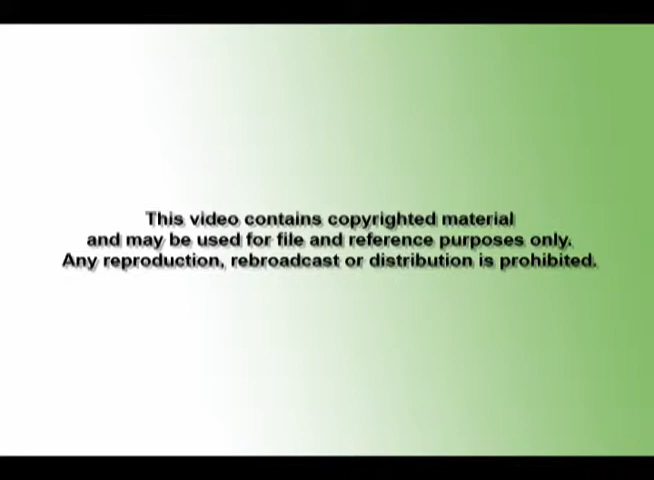 This video contains copyrighted material
and may be used for file and reference purposes only.
Any reproduction, rebroadcast or distribution is prohibited.